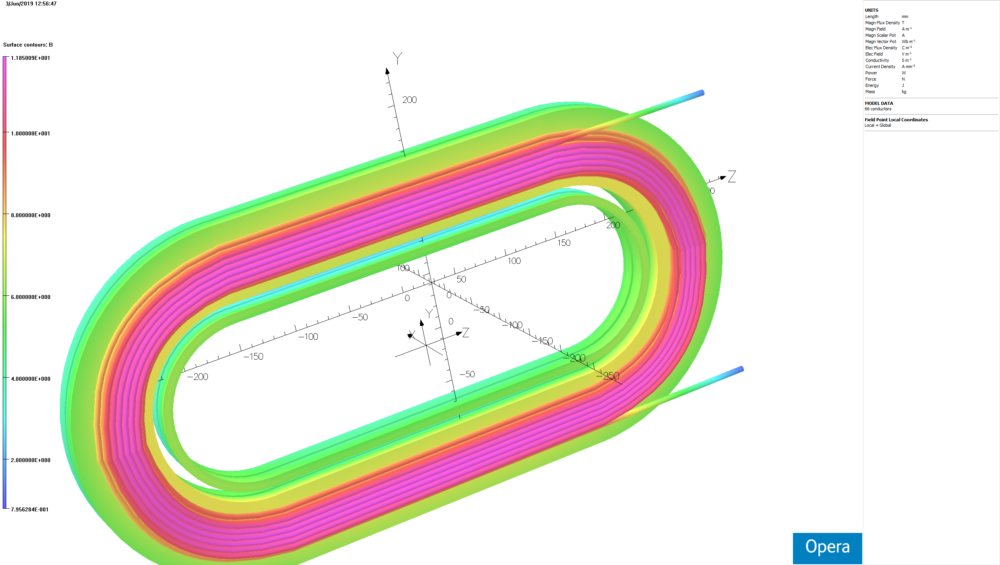 3/Jun/2019 12:56:47
Surface contours: B
1.185009E+001
1.000000E+001
8.000000E+000
6.000000E+000
4.000000E+000
2.000000E+000
7.956284E-001
Y
200
Z
200
150
100
100
50
0
0
-50
-50
Y
0
-100
-100
X
Z
-150
-150
-200
-200
-50
-250
UNITS
Length mm
Magn Flux Density T
Magn Field A m⁻¹
Magn Scalar Pot A
Magn Vector Pot Wb m⁻¹
Elec Flux Density C m⁻²
Elec Field V m⁻¹
Conductivity S m⁻¹
Current Density A mm⁻²
Power W
Force N
Energy J
Mass kg
MODEL DATA
66 conductors
Field Point Local Coordinates
Local = Global
Opera